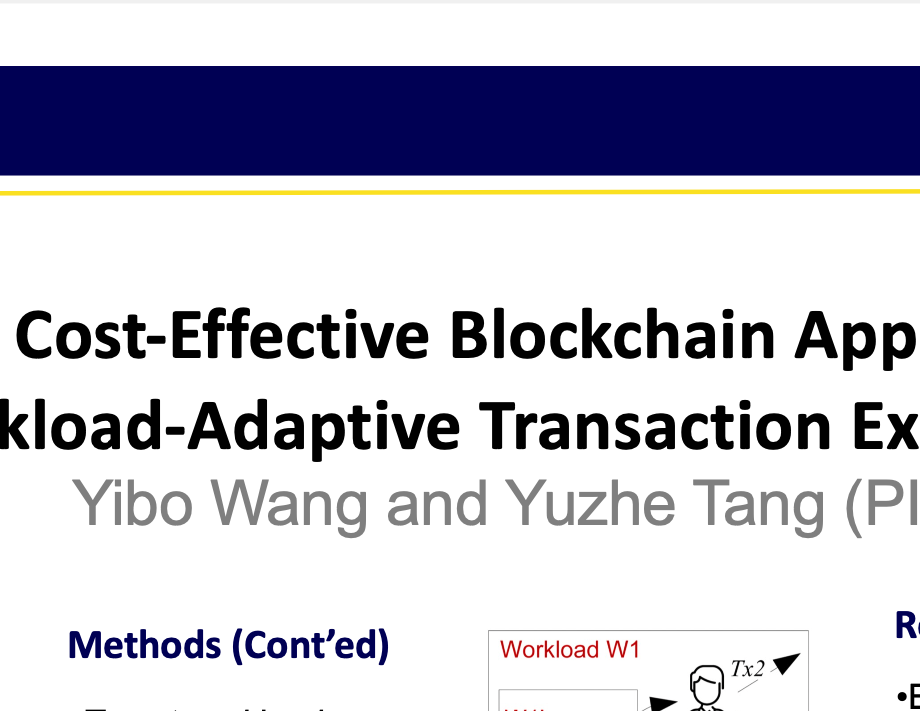 Cost-Effective Blockchain App
kload-Adaptive Transaction Ex
Yibo Wang and Yuzhe Tang (PI
Methods (Cont'ed)
Workload W1
Tx2